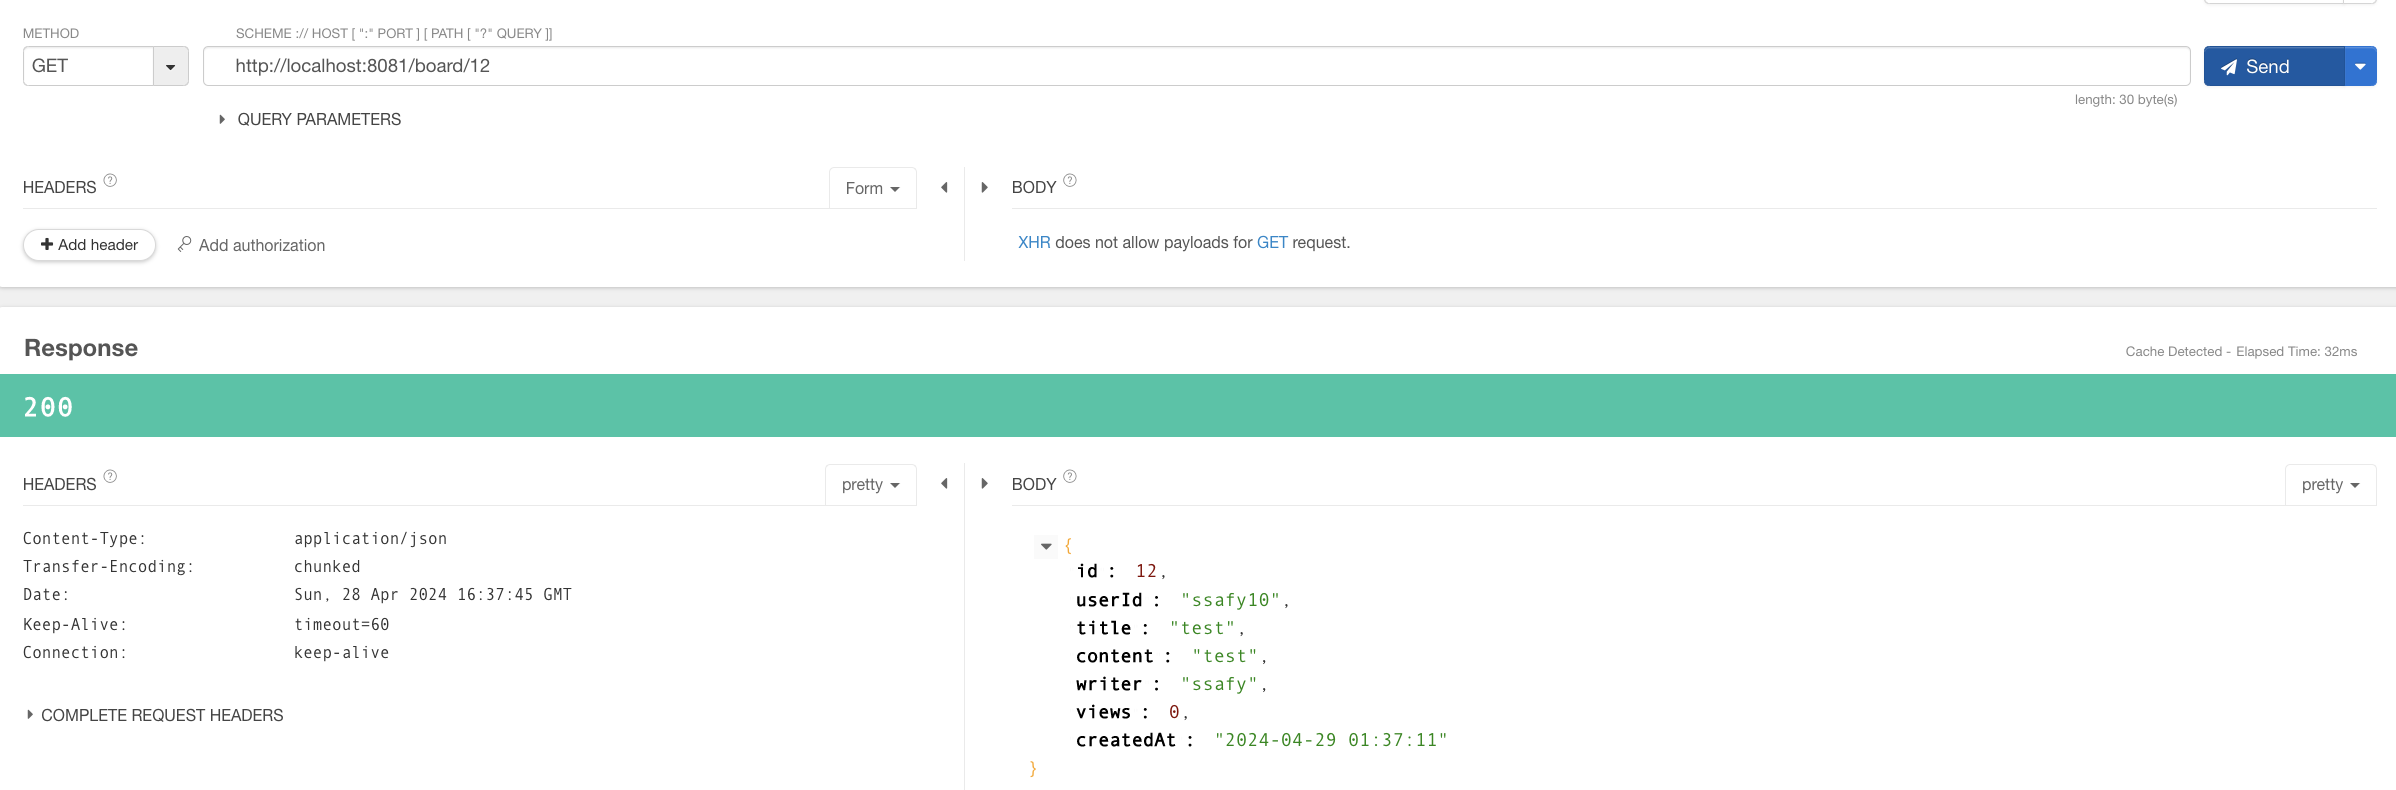 METHOD
SCHEME :// HOST [ ":" PORT ] [ PATH [ "?" QUERY ]]
GET
http://localhost:8081/board/12
Send
length: 30 byte(s)
QUERY PARAMETERS
HEADERS ?
Form
BODY ?
Add header
Add authorization
XHR does not allow payloads for GET request.
Response
Cache Detected - Elapsed Time: 32ms
200
HEADERS ?
pretty
BODY ?
pretty
Content-Type: application/json
Transfer-Encoding: chunked
Date: Sun, 28 Apr 2024 16:37:45 GMT
Keep-Alive: timeout=60
Connection: keep-alive
COMPLETE REQUEST HEADERS
{
id : 12,
userId : "ssafy10",
title : "test",
content : "test",
writer : "ssafy",
views : 0,
createdAt : "2024-04-29 01:37:11"
}